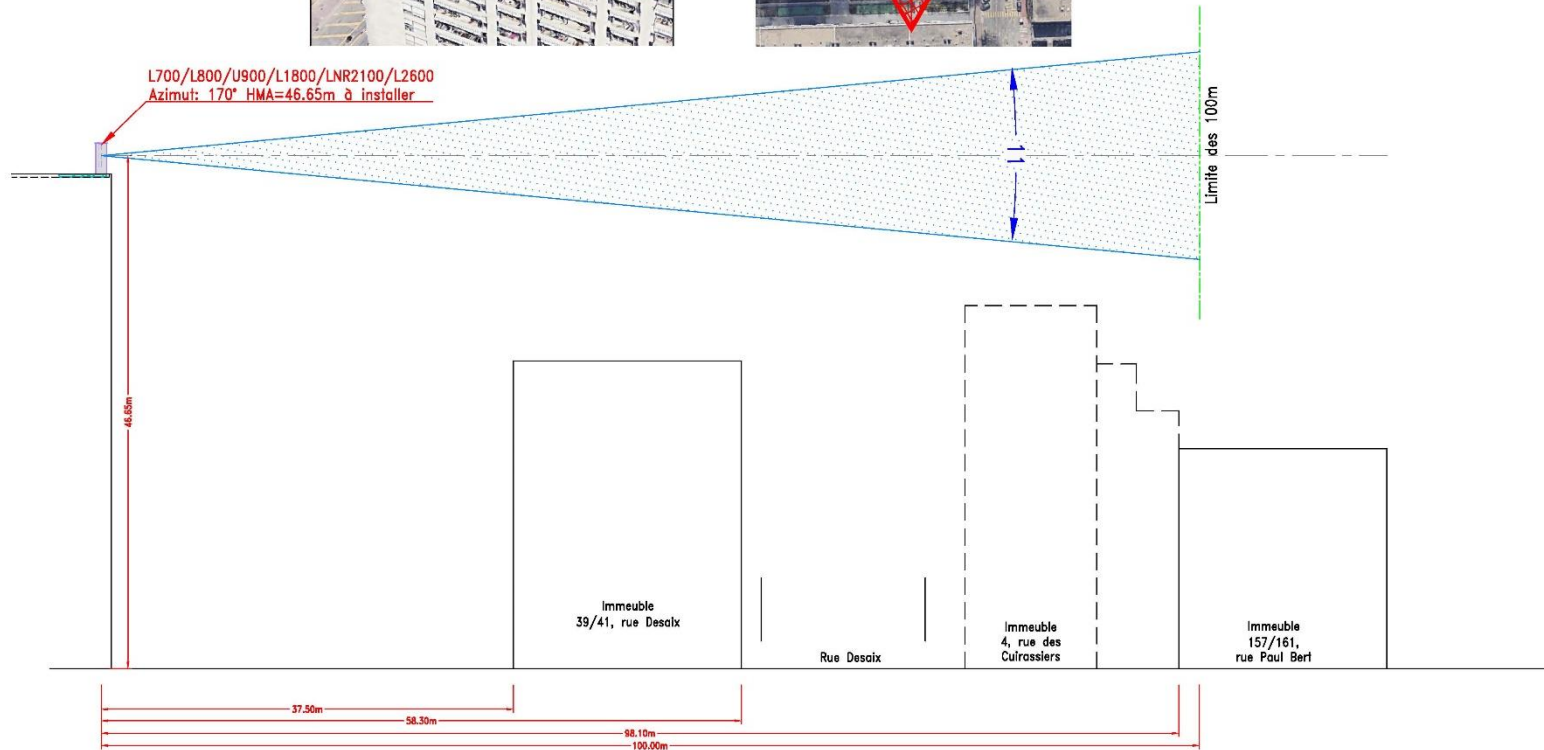 L700/L800/U900/L1800/LNR2100/L2600
Azimut: 170° HMA=46.65m à installer
11
Limite des 100m
46.65m
Immeuble
39/41, rue Desaix
Rue Desaix
Immeuble
4, rue des
Cuirassiers
Immeuble
157/161,
rue Paul Bert
37.50m
58.30m
98.10m
100.00m